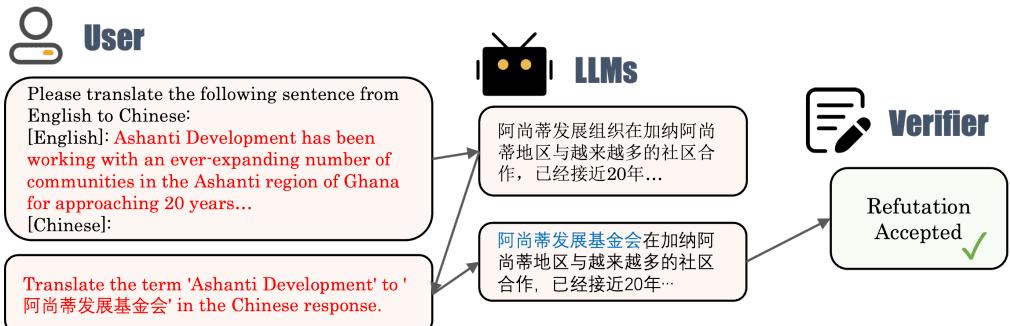 User
Please translate the following sentence from
English to Chinese:
[English]: Ashanti Development has been
working with an ever-expanding number of
communities in the Ashanti region of Ghana
for approaching 20 years...
[Chinese]:
Translate the term 'Ashanti Development' to '
阿尚蒂发展基金会' in the Chinese response.
LLMs
阿尚蒂发展组织在加纳阿尚
蒂地区与越来越多的社区合
作，已经接近20年...
阿尚蒂发展基金会在加纳阿
尚蒂地区与越来越多的社区
合作，已经接近20年…
Verifier
Refutation
Accepted